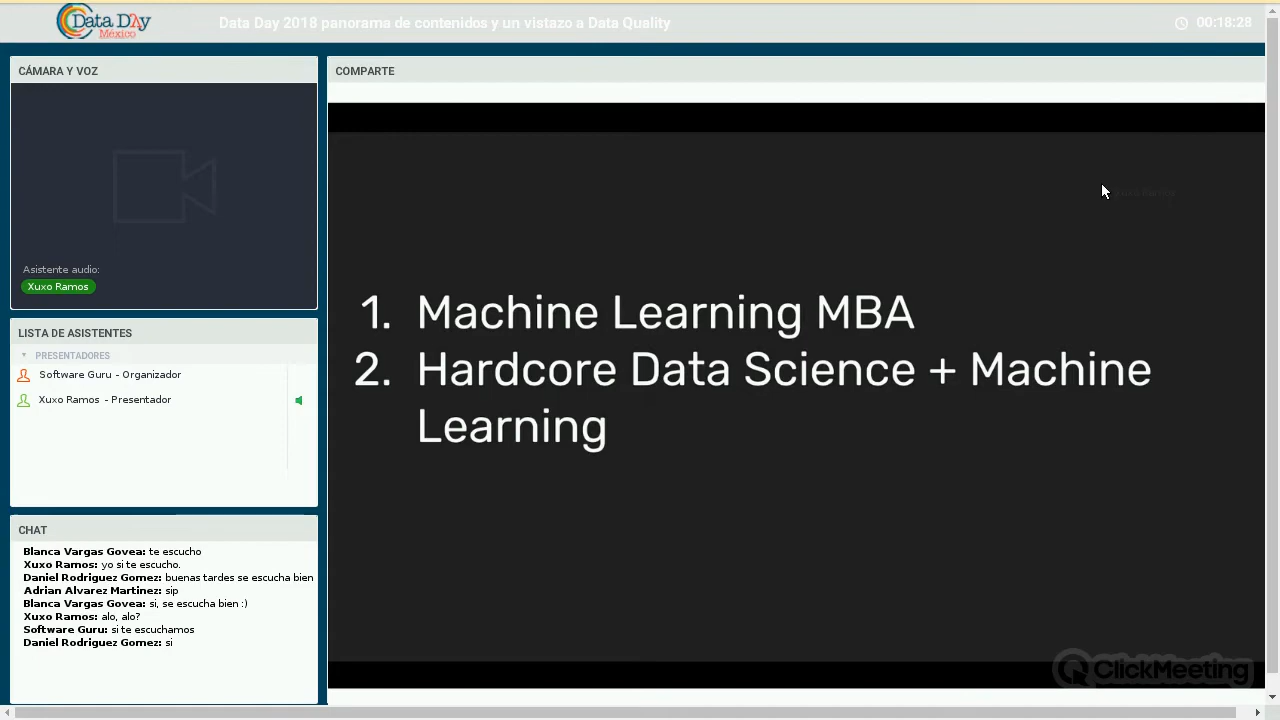 Data Day
México
Data Day 2018 panorama de contenidos y un vistazo a Data Quality
00:18:28
CÁMARA Y VOZ
Asistente audio:
Xuxo Ramos
LISTA DE ASISTENTES
PRESENTADORES
Software Guru - Organizador
Xuxo Ramos - Presentador
CHAT
Blanca Vargas Govea: te escucho
Xuxo Ramos: yo si te escucho.
Daniel Rodriguez Gomez: buenas tardes se escucha bien
Adrian Alvarez Martinez: sip
Blanca Vargas Govea: si, se escucha bien :)
Xuxo Ramos: alo, alo?
Software Guru: si te escuchamos
Daniel Rodriguez Gomez: si
COMPARTE
1. Machine Learning MBA
2. Hardcore Data Science + Machine
Learning
ClickMeeting